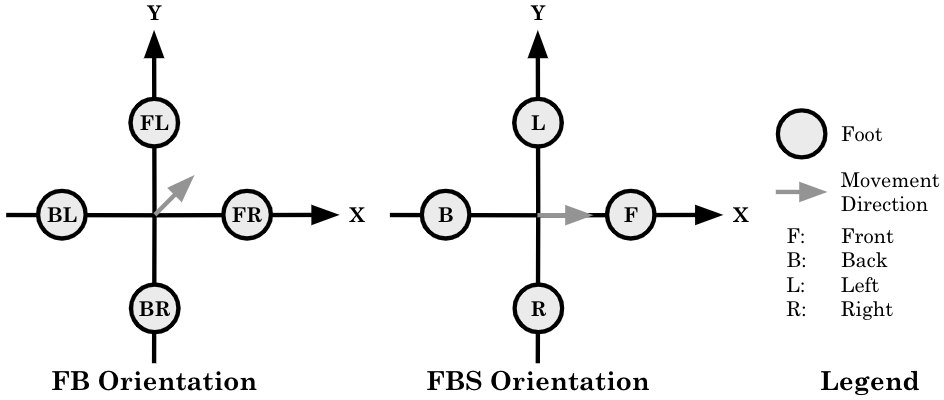 Y
FL
BL
FR
X
BR
FB Orientation
Y
L
B
F
X
R
FBS Orientation
Foot
Movement
Direction
F: Front
B: Back
L: Left
R: Right
Legend